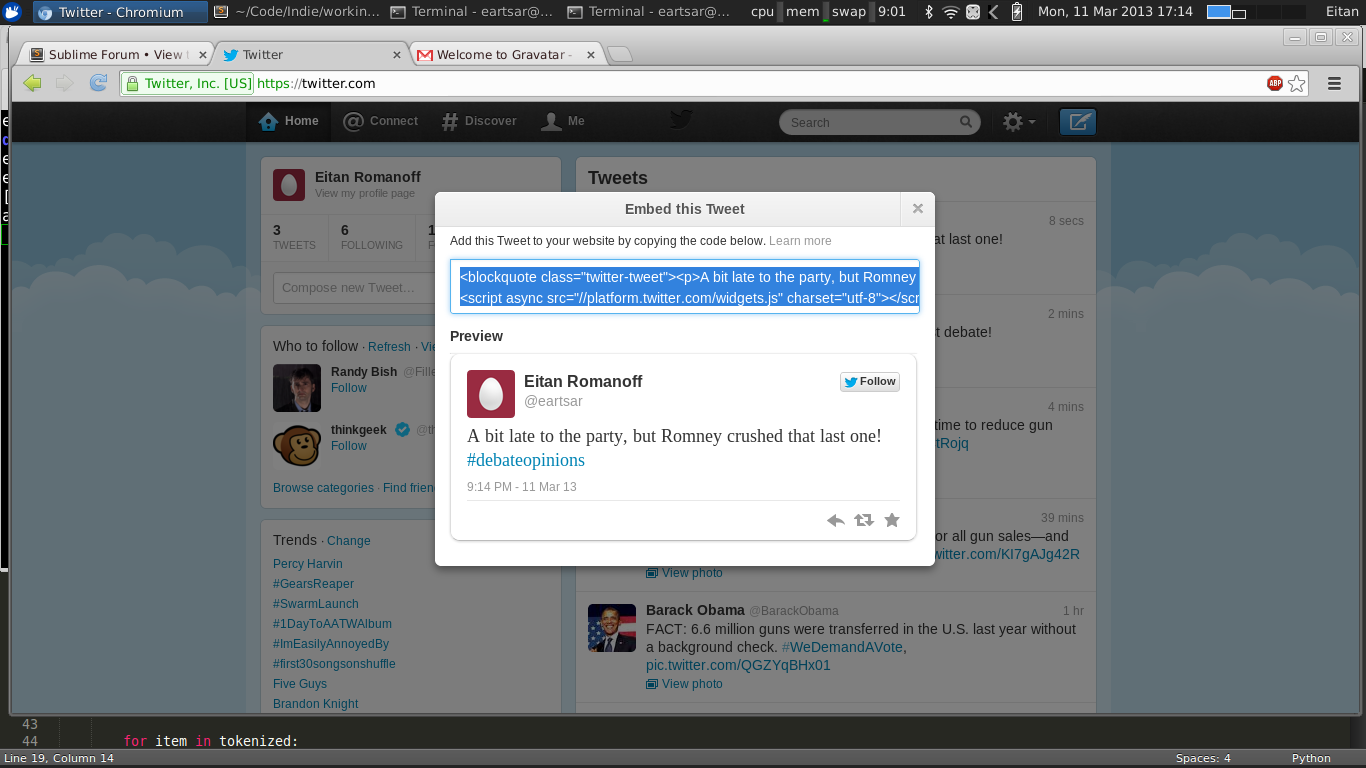 Twitter - Chromium
~/Code/Indie/workin...
Terminal - eartsar@...
Terminal - eartsar@...
cpu mem swap 9:01
Mon, 11 Mar 2013 17:14
Eitan
Sublime Forum • View
Twitter
Welcome to Gravatar -
Twitter, Inc. [US] https://twitter.com
ABP
Home
Connect
Discover
Me
Search
Eitan Romanoff
View my profile page
3
TWEETS
6
FOLLOWING
1
Compose new Tweet…
Who to follow · Refresh ·
Randy Bish
Follow
thinkgeek
Follow
Browse categories · Find
Trends · Change
Percy Harvin
#GearsReaper
#SwarmLaunch
#1DayToAATWAlbum
#ImEasilyAnnoyedBy
#first30songsonshuffle
Five Guys
Brandon Knight
Tweets
8 secs
at last one!
2 mins
debate!
4 mins
time to reduce gun
tRojq
39 mins
or all gun sales—and
witter.com/KI7gAJg42R
View photo
Barack Obama @BarackObama
1 hr
FACT: 6.6 million guns were transferred in the U.S. last year without
a background check. #WeDemandAVote,
pic.twitter.com/QGZYqBHx01
View photo
Embed this Tweet
Add this Tweet to your website by copying the code below. Learn more
<blockquote class="twitter-tweet"><p>A bit late to the party, but Romney
<script async src="//platform.twitter.com/widgets.js" charset="utf-8"></scr
Preview
Eitan Romanoff
@eartsar
Follow
A bit late to the party, but Romney crushed that last one!
#debateopinions
9:14 PM - 11 Mar 13
43
44 for item in tokenized:
Line 19, Column 14
Spaces: 4
Python